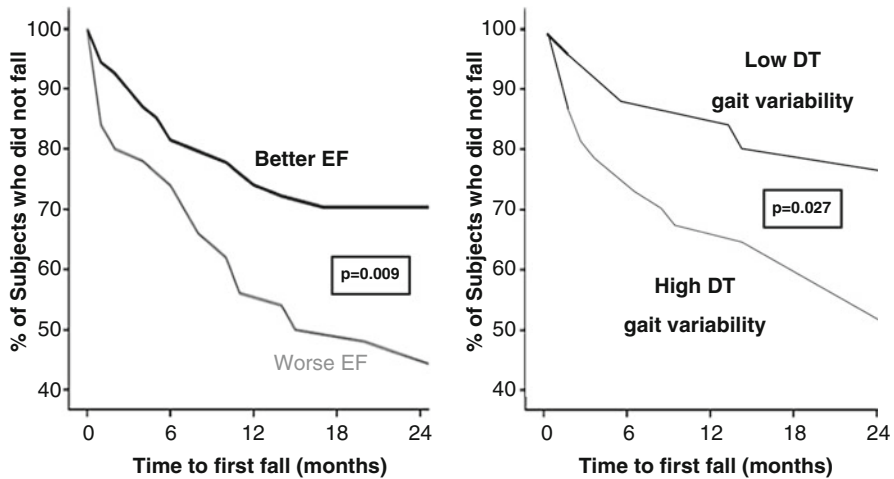 % of Subjects who did not fall
100
90
80
70
60
50
40
Better EF
p=0.009
Worse EF
0 6 12 18 24
Time to first fall (months)
% of Subjects who did not fall
100
90
80
70
60
50
40
Low DT
gait variability
p=0.027
High DT
gait variability
0 6 12 18 24
Time to first fall (months)